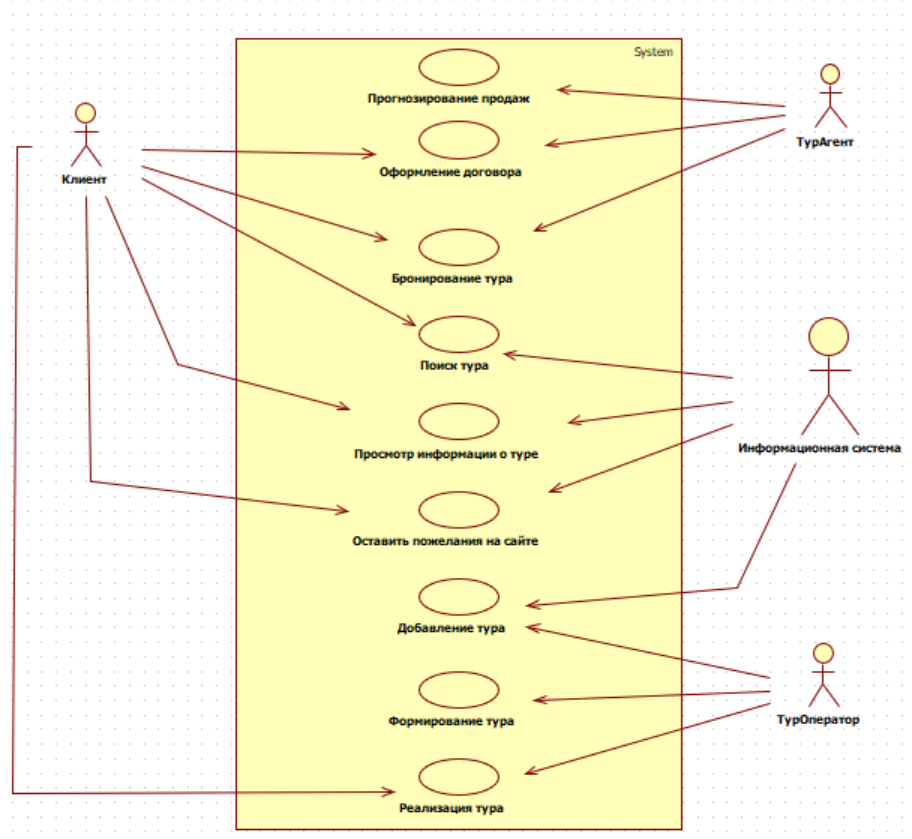 System
Прогнозирование продаж
ТурАгент
Клиент
Оформление договора
Бронирование тура
Поиск тура
Информационная система
Просмотр информации о туре
Оставить пожелания на сайте
Добавление тура
Формирование тура
ТурОператор
Реализация тура